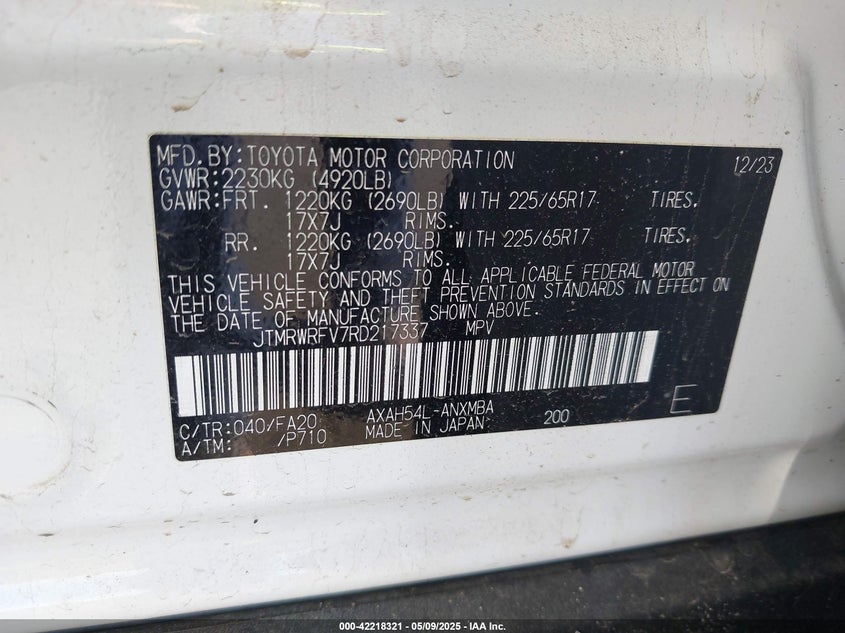 MFD.BY:TOYOTA MOTOR CORPORATION 12/23
GVWR:2230KG (4920LB)
GAWR:FRT. 1220KG (2690LB) WITH 225/65R17 TIRES.
17X7J RIMS.
RR. 1220KG (2690LB) WITH 225/65R17 TIRES.
17X7J RIMS.
THIS VEHICLE CONFORMS TO ALL APPLICABLE FEDERAL MOTOR
VEHICLE SAFETY AND THEFT PREVENTION STANDARDS IN EFFECT ON
THE DATE OF MANUFACTURE SHOWN ABOVE.
JTMRWRFV7RD217337 MPV
C/TR:040/FA20 AXAH54L-ANXMBA 200 E
A/TM: /P710 MADE IN JAPAN
000-42218321 - 05/09/2025 - IAA Inc.